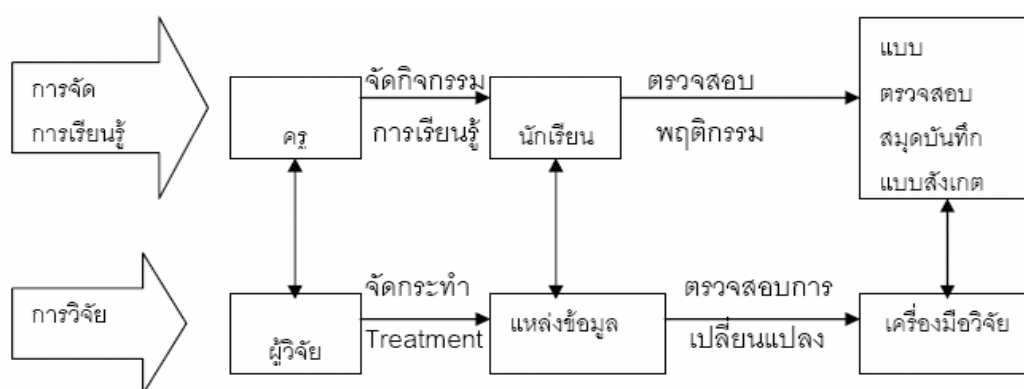 การจัด
การเรียนรู้
ครู
จัดกิจกรรม
การเรียนรู้
นักเรียน
ตรวจสอบ
พฤติกรรม
แบบ
ตรวจสอบ
สมุดบันทึก
แบบสังเกต
การวิจัย
ผู้วิจัย
จัดกระทำ
Treatment
แหล่งข้อมูล
ตรวจสอบการ
เปลี่ยนแปลง
เครื่องมือวิจัย